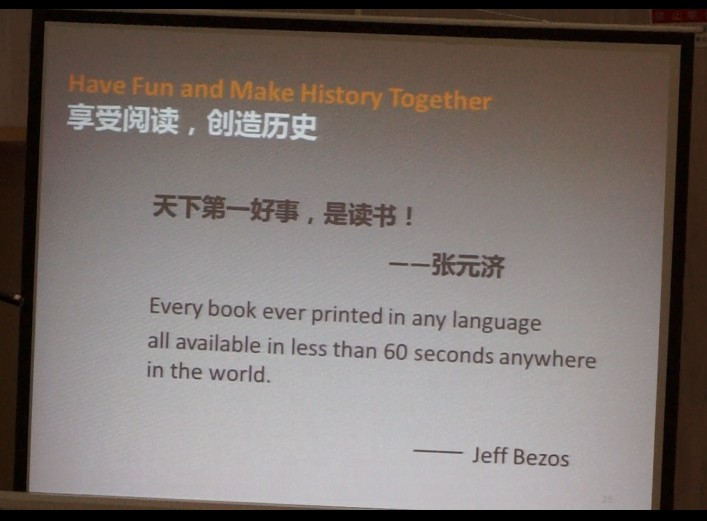 Have Fun and Make History Together
享受阅读，创造历史
天下第一好事，是读书！
——张元济
Every book ever printed in any language
all available in less than 60 seconds anywhere
in the world.
—— Jeff Bezos